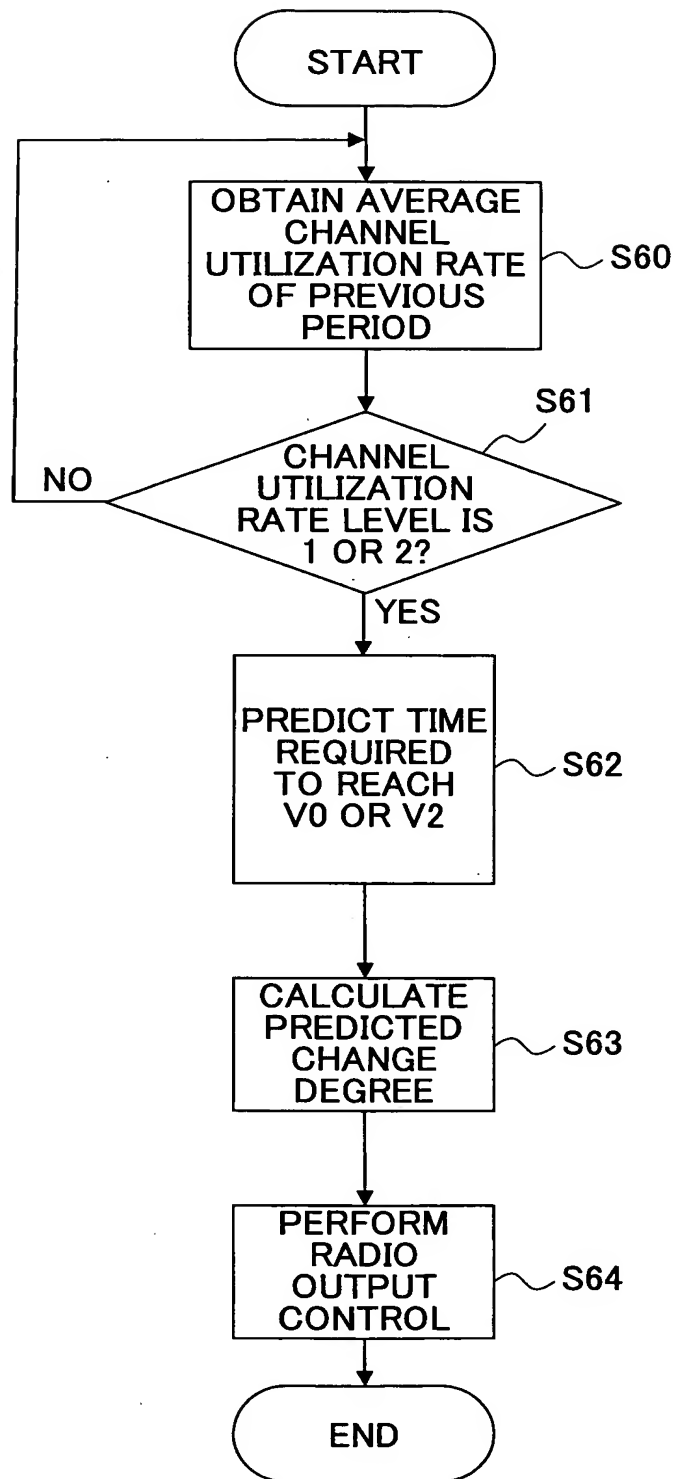 START
OBTAIN AVERAGE
CHANNEL
UTILIZATION RATE
OF PREVIOUS
PERIOD
S60
S61
CHANNEL
UTILIZATION
RATE LEVEL IS
1 OR 2?
NO
YES
PREDICT TIME
REQUIRED
TO REACH
V0 OR V2
S62
CALCULATE
PREDICTED
CHANGE
DEGREE
S63
PERFORM
RADIO
OUTPUT
CONTROL
S64
END